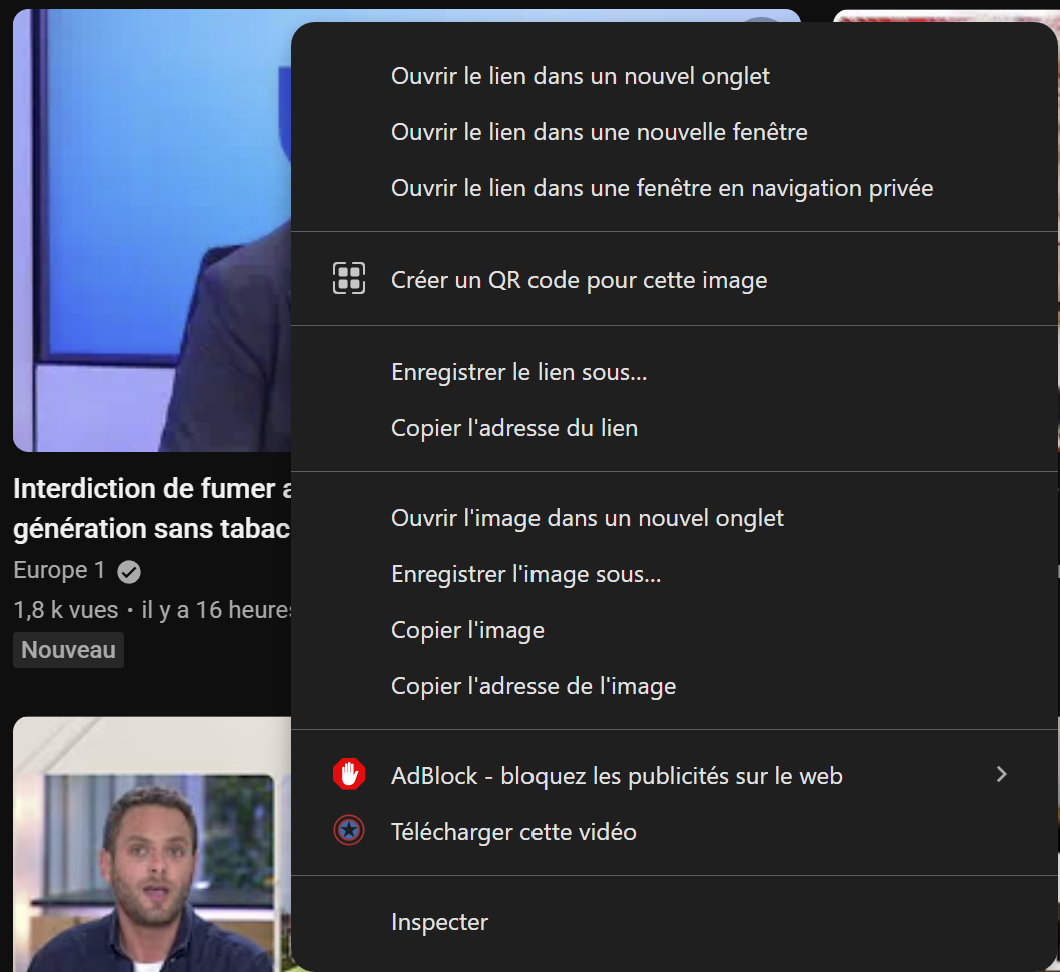 Ouvrir le lien dans un nouvel onglet
Ouvrir le lien dans une nouvelle fenêtre
Ouvrir le lien dans une fenêtre en navigation privée
Créer un QR code pour cette image
Enregistrer le lien sous...
Copier l'adresse du lien
Ouvrir l'image dans un nouvel onglet
Enregistrer l'image sous...
Copier l'image
Copier l'adresse de l'image
AdBlock - bloquez les publicités sur le web
Télécharger cette vidéo
Inspecter
Interdiction de fumer
génération sans tabac
Europe 1
1,8 k vues • il y a 16 heures
Nouveau